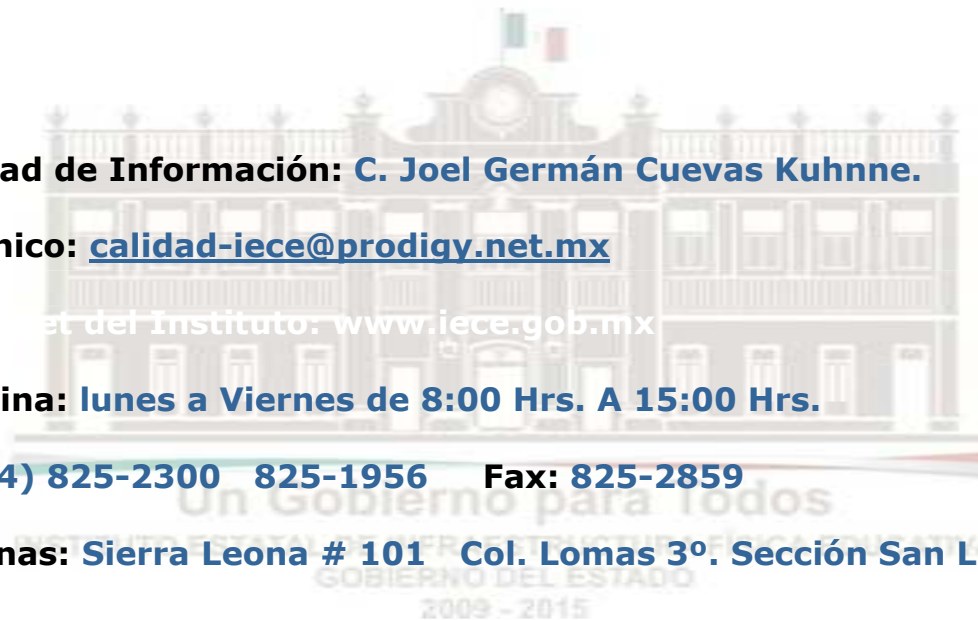 ad de Información: C. Joel Germán Cuevas Kuhnne.
nico: calidad-iece@prodigy.net.mx
et del Instituto: www.iece.gob.mx
ina: lunes a Viernes de 8:00 Hrs. A 15:00 Hrs.
4) 825-2300 825-1956 Fax: 825-2859
Un Gobierno para Todos
nas: Sierra Leona # 101 Col. Lomas 3º. Sección San L
GOBIERNO DEL ESTADO
2009 - 2015